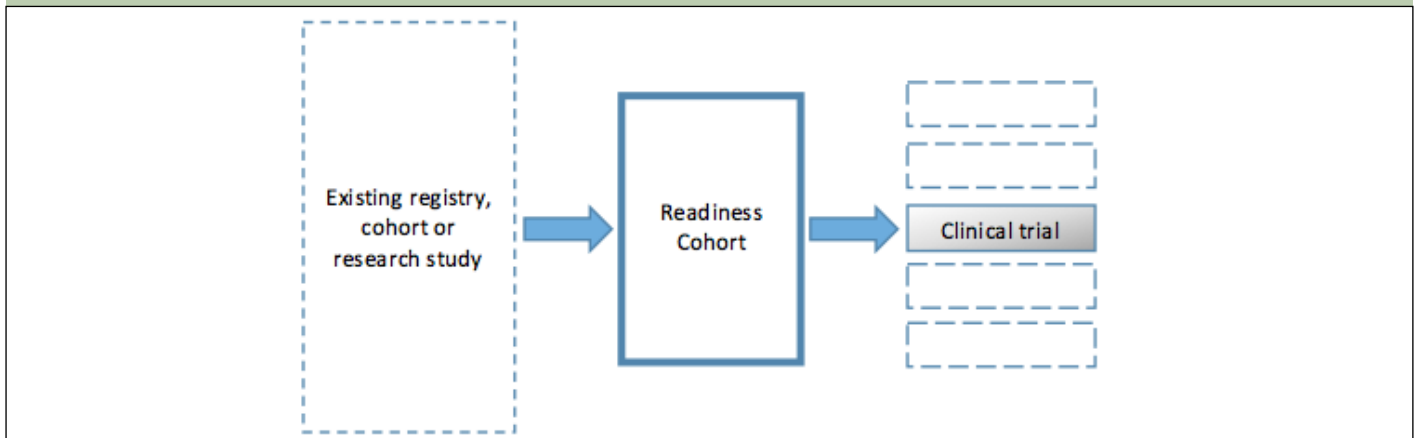 Existing registry,
cohort or
research study
Readiness
Cohort
Clinical trial